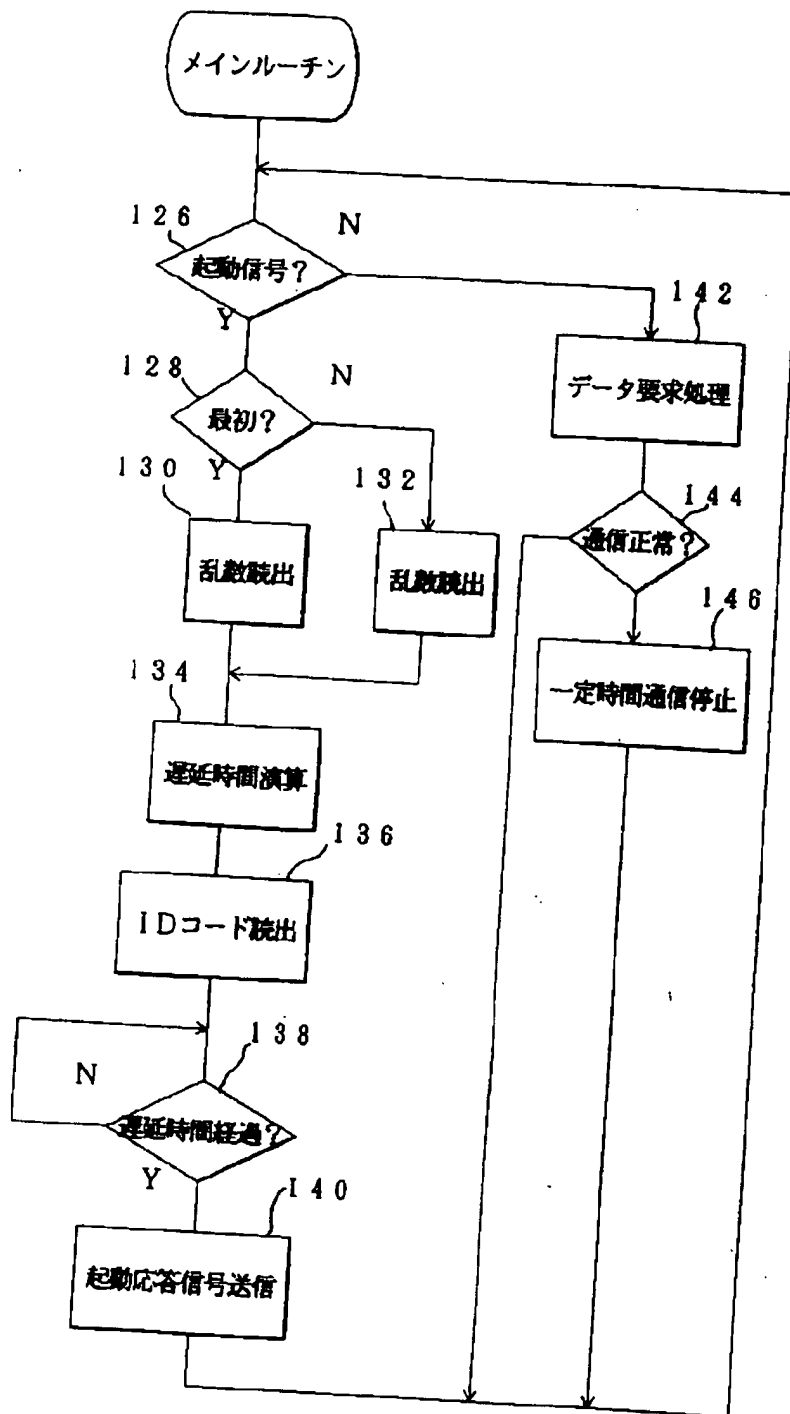 メインルーチン
126
N
起動信号?
Y
142
データ要求処理
128
N
最初?
Y
130
乱数読出
132
乱数読出
144
通信正常?
146
一定時間通信停止
134
遅延時間演算
136
IDコード読出
138
N
遅延時間経過?
Y
140
起動応答信号送信